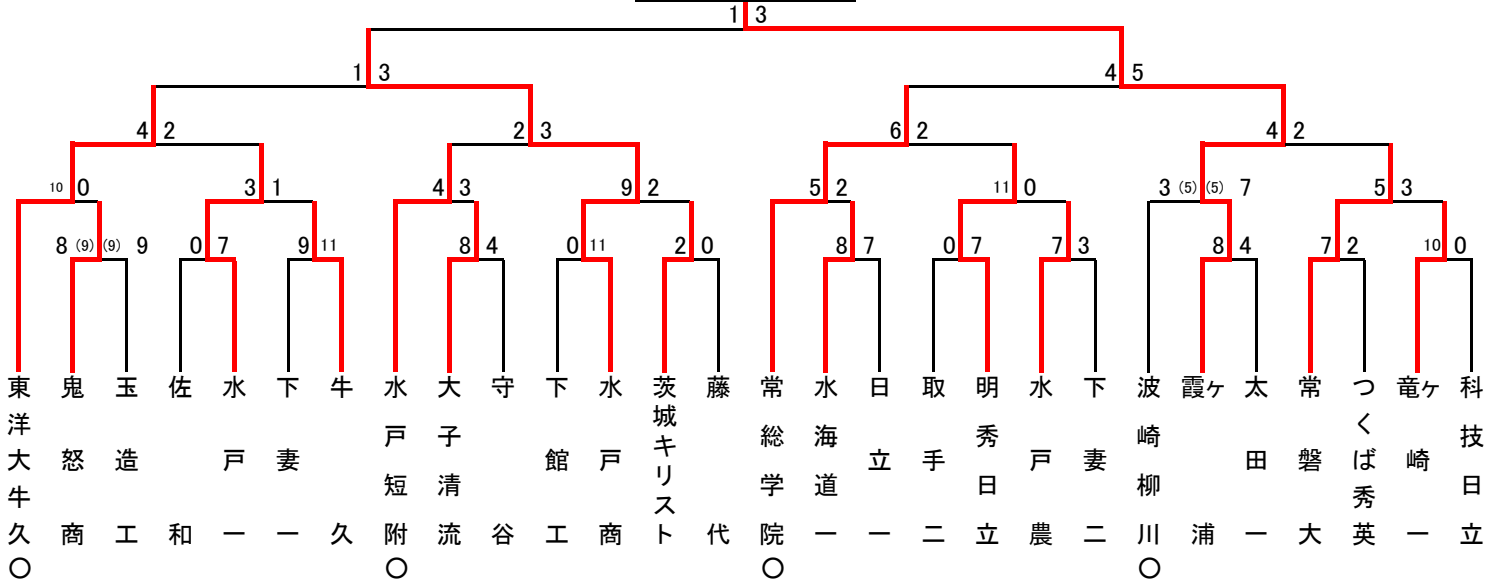 1 3
1 3 4 5
4 2 2 3 6 2 4 2
10 0 3 1 4 3 9 2 5 2 11 0 3 (5) (5) 7 5 3
8 (9) (9) 9 0 7 9 11 8 4 0 11 2 0 8 7 0 7 7 3 8 4 7 2 10 0
東洋大牛久○
鬼怒商
玉造工
佐和
水戸一
下妻一
牛久
水戸短附○
大子清流
守谷
下館工
水戸商
茨城キリスト
藤代
常総学院○
水海道一
日立一
取手二
明秀日立
水戸農
下妻二
波崎柳川○
霞ヶ浦
太田一
常磐大
つくば秀英
竜ヶ崎一
科技日立